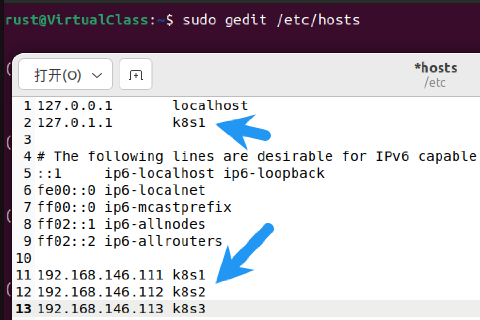 rust@VirtualClass:~$ sudo gedit /etc/hosts
打开(O)
*hosts
/etc
1 127.0.0.1 localhost
2 127.0.1.1 k8s1
3
4 # The following lines are desirable for IPv6 capable
5 ::1 ip6-localhost ip6-loopback
6 fe00::0 ip6-localnet
7 ff00::0 ip6-mcastprefix
8 ff02::1 ip6-allnodes
9 ff02::2 ip6-allrouters
10
11 192.168.146.111 k8s1
12 192.168.146.112 k8s2
13 192.168.146.113 k8s3